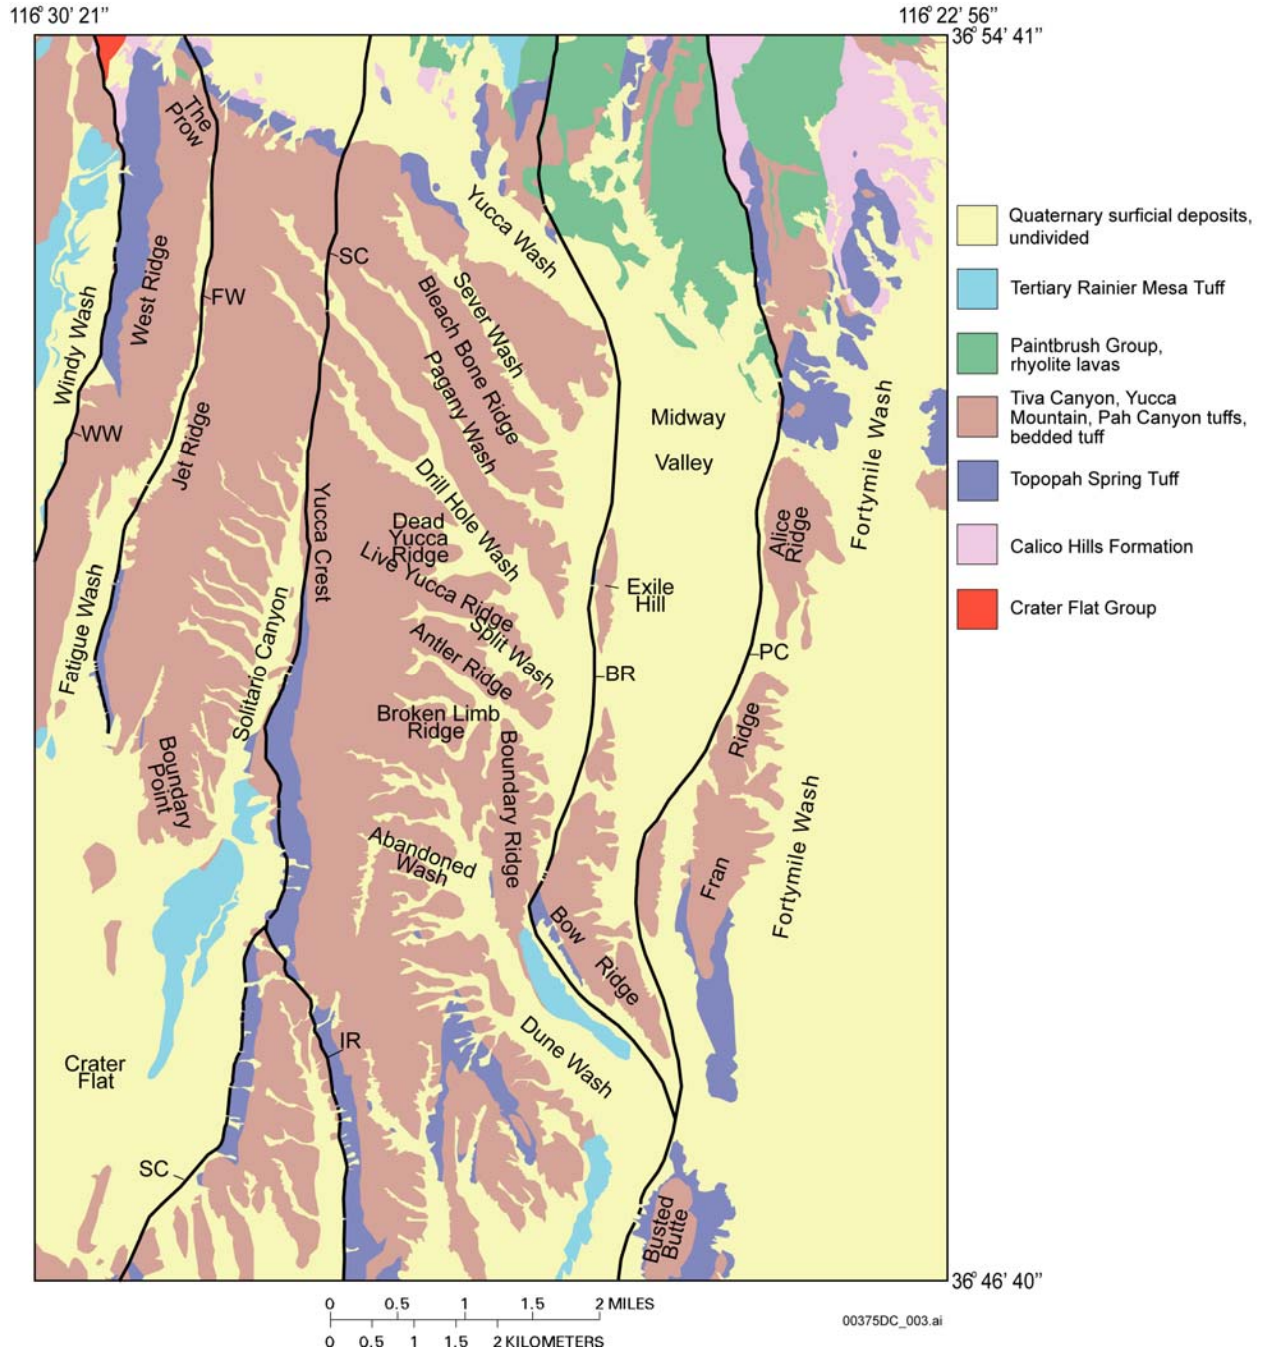 116° 30' 21"
116° 22' 56"
36° 54' 41"
The
Prow
Yucca Wash
SC
West Ridge
FW
Sever Wash
Bleach Bone Ridge
Windy Wash
Pagany Wash
WW
Jet Ridge
Midway
Valley
Fortymile Wash
Drill Hole Wash
Yucca Crest
Dead
Yucca
Ridge
Live Yucca Ridge
Alice
Ridge
Exile
Hill
Fatigue Wash
Solitario Canyon
Split Wash
Antler Ridge
PC
BR
Broken Limb
Ridge
Ridge
Boundary
Point
Boundary Ridge
Fortymile Wash
Abandoned
Wash
Fran
Bow
Ridge
Dune Wash
IR
Crater
Flat
SC
Busted
Butte
36° 46' 40"
Quaternary surficial deposits,
undivided
Tertiary Rainier Mesa Tuff
Paintbrush Group,
rhyolite lavas
Tiva Canyon, Yucca
Mountain, Pah Canyon tuffs,
bedded tuff
Topopah Spring Tuff
Calico Hills Formation
Crater Flat Group
0 0.5 1 1.5 2 MILES
0 0.5 1 1.5 2 KILOMETERS
00375DC_003.ai